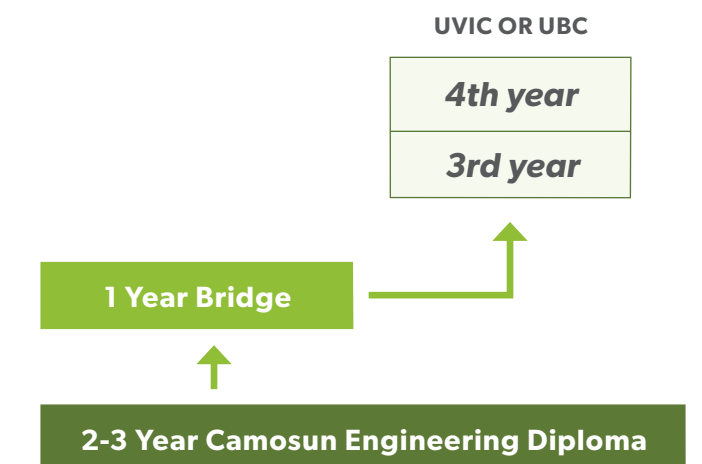 UVIC OR UBC
4th year
3rd year
1 Year Bridge
2-3 Year Camosun Engineering Diploma